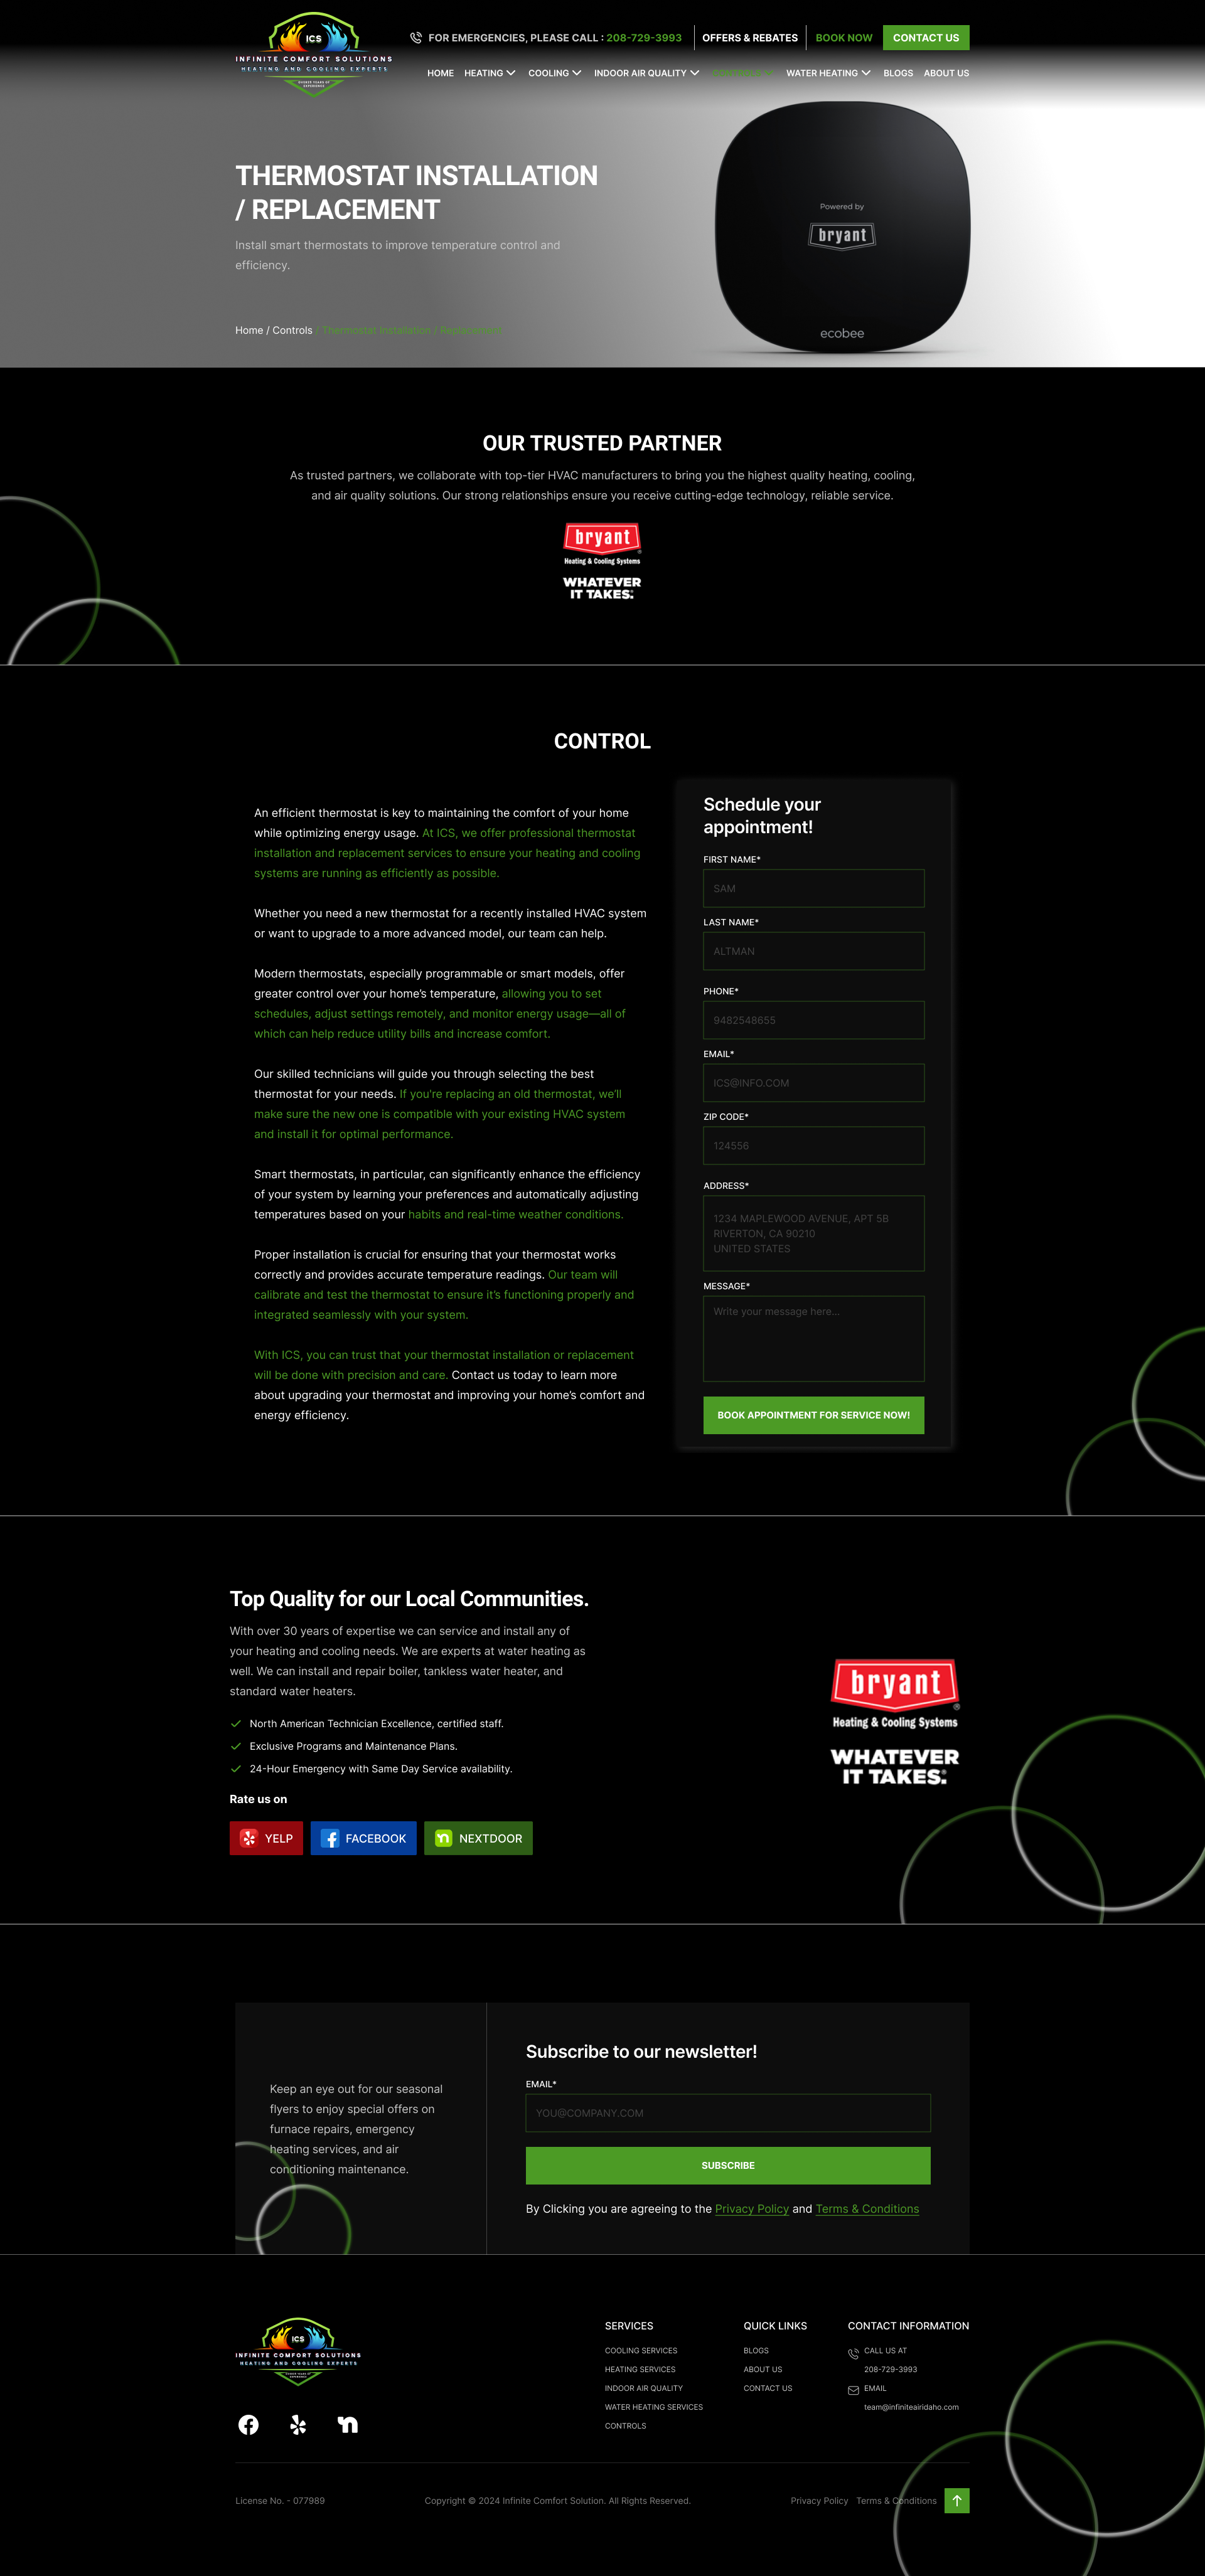 ICS
INFINITE COMFORT SOLUTIONS
HEATING AND COOLING EXPERTS
FOR EMERGENCIES, PLEASE CALL : 208-729-3993
OFFERS & REBATES
BOOK NOW
CONTACT US
HOME
HEATING
COOLING
INDOOR AIR QUALITY
WATER HEATING
BLOGS
ABOUT US
THERMOSTAT INSTALLATION
/ REPLACEMENT
Install smart thermostats to improve temperature control and
efficiency.
Home / Controls / Thermostat Installation / Replacement
Powered by
bryant
ecobee
OUR TRUSTED PARTNER
As trusted partners, we collaborate with top-tier HVAC manufacturers to bring you the highest quality heating, cooling,
and air quality solutions. Our strong relationships ensure you receive cutting-edge technology, reliable service.
bryant
Heating & Cooling Systems
WHATEVER
IT TAKES.
CONTROL
An efficient thermostat is key to maintaining the comfort of your home
while optimizing energy usage. At ICS, we offer professional thermostat
installation and replacement services to ensure your heating and cooling
systems are running as efficiently as possible.
Whether you need a new thermostat for a recently installed HVAC system
or want to upgrade to a more advanced model, our team can help.
Modern thermostats, especially programmable or smart models, offer
greater control over your home's temperature, allowing you to set
schedules, adjust settings remotely, and monitor energy usage—all of
which can help reduce utility bills and increase comfort.
Our skilled technicians will guide you through selecting the best
thermostat for your needs. If you're replacing an old thermostat, we'll
make sure the new one is compatible with your existing HVAC system
and install it for optimal performance.
Smart thermostats, in particular, can significantly enhance the efficiency
of your system by learning your preferences and automatically adjusting
temperatures based on your habits and real-time weather conditions.
Proper installation is crucial for ensuring that your thermostat works
correctly and provides accurate temperature readings. Our team will
calibrate and test the thermostat to ensure it's functioning properly and
integrated seamlessly with your system.
With ICS, you can trust that your thermostat installation or replacement
will be done with precision and care. Contact us today to learn more
about upgrading your thermostat and improving your home's comfort and
energy efficiency.
Schedule your
appointment!
FIRST NAME*
SAM
LAST NAME*
ALTMAN
PHONE*
9482548655
EMAIL*
ICS@INFO.COM
ZIP CODE*
124556
ADDRESS*
1234 MAPLEWOOD AVENUE, APT 5B
RIVERTON, CA 90210
UNITED STATES
MESSAGE*
Write your message here...
BOOK APPOINTMENT FOR SERVICE NOW!
Top Quality for our Local Communities.
With over 30 years of expertise we can service and install any of
your heating and cooling needs. We are experts at water heating as
well. We can install and repair boiler, tankless water heater, and
standard water heaters.
North American Technician Excellence, certified staff.
Exclusive Programs and Maintenance Plans.
24-Hour Emergency with Same Day Service availability.
Rate us on
YELP
FACEBOOK
NEXTDOOR
bryant
Heating & Cooling Systems
WHATEVER
IT TAKES.
Keep an eye out for our seasonal
flyers to enjoy special offers on
furnace repairs, emergency
heating services, and air
conditioning maintenance.
Subscribe to our newsletter!
EMAIL*
YOU@COMPANY.COM
SUBSCRIBE
By Clicking you are agreeing to the Privacy Policy and Terms & Conditions
ICS
INFINITE COMFORT SOLUTIONS
HEATING AND COOLING EXPERTS
SERVICES
COOLING SERVICES
HEATING SERVICES
INDOOR AIR QUALITY
WATER HEATING SERVICES
CONTROLS
QUICK LINKS
BLOGS
ABOUT US
CONTACT US
CONTACT INFORMATION
CALL US AT
208-729-3993
EMAIL
team@infiniteairidaho.com
License No. - 077989
Copyright © 2024 Infinite Comfort Solution. All Rights Reserved.
Privacy Policy
Terms & Conditions